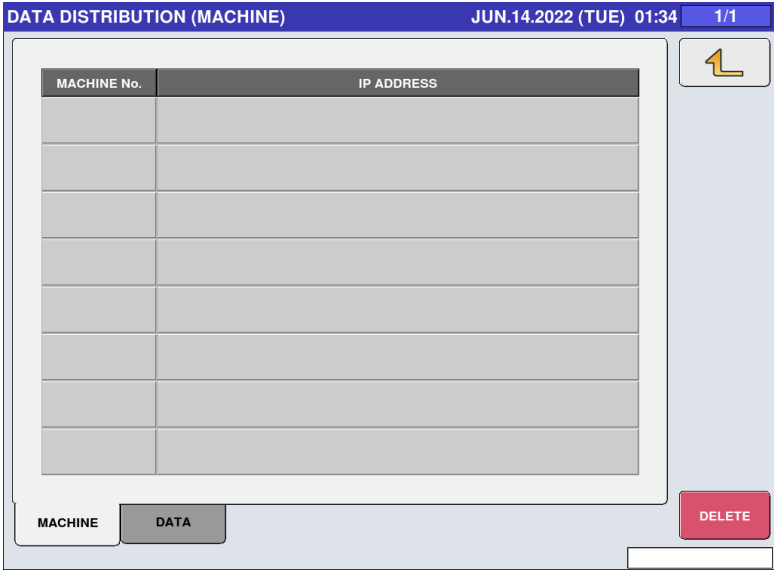 DATA DISTRIBUTION (MACHINE) JUN.14.2022 (TUE) 01:34 1/1
MACHINE No. IP ADDRESS
MACHINE DATA
DELETE